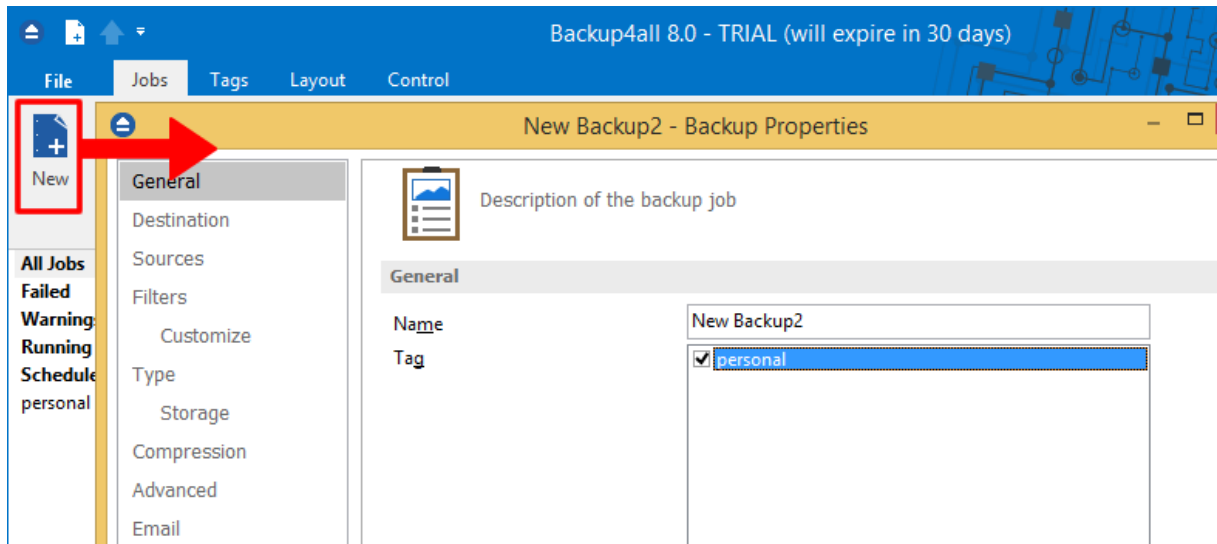 Backup4all 8.0 - TRIAL (will expire in 30 days)
File Jobs Tags Layout Control
New
New Backup2 - Backup Properties
All Jobs
Failed
Warning
Running
Schedule
personal
General
Destination
Sources
Filters
Customize
Type
Storage
Compression
Advanced
Email
Description of the backup job
General
Name New Backup2
Tag personal